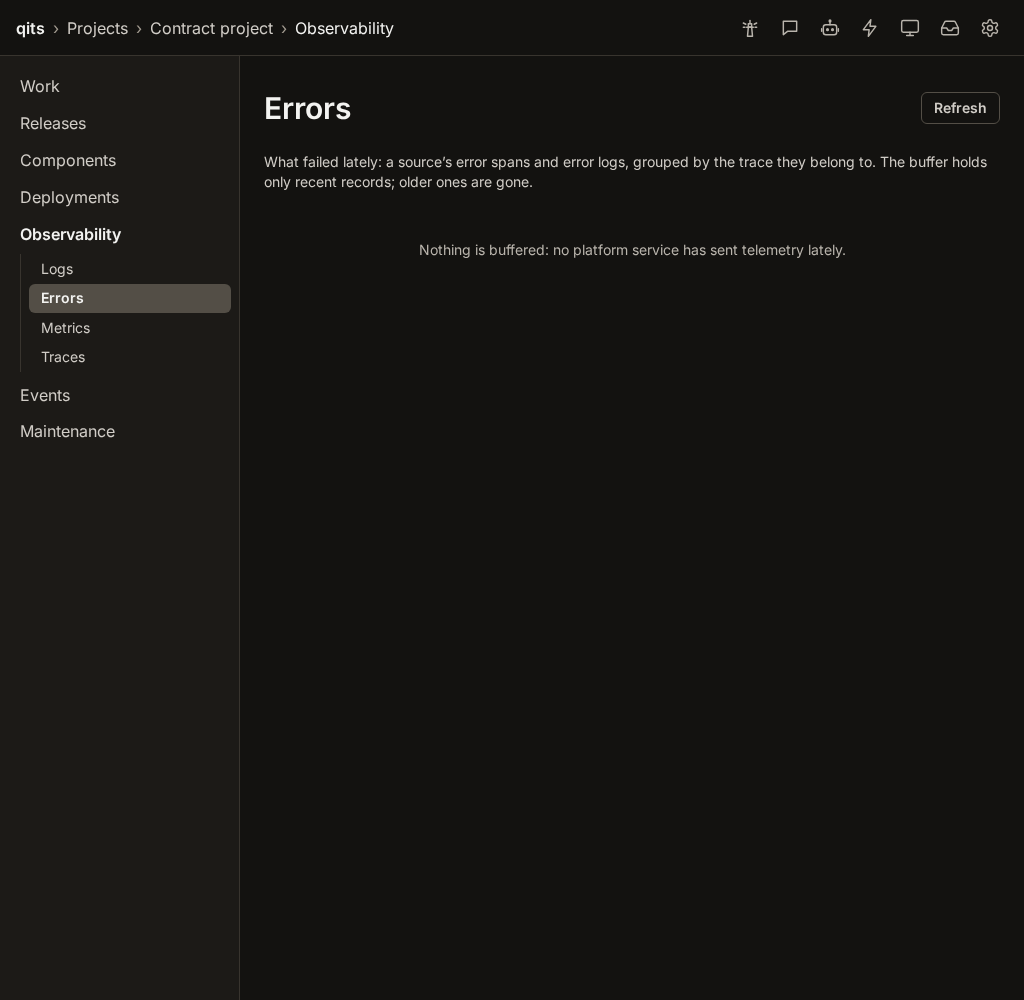 qits › Projects › Contract project › Observability
Work
Releases
Components
Deployments
Observability
Logs
Errors
Metrics
Traces
Events
Maintenance
Errors
Refresh
What failed lately: a source’s error spans and error logs, grouped by the trace they belong to. The buffer holds
only recent records; older ones are gone.
Nothing is buffered: no platform service has sent telemetry lately.